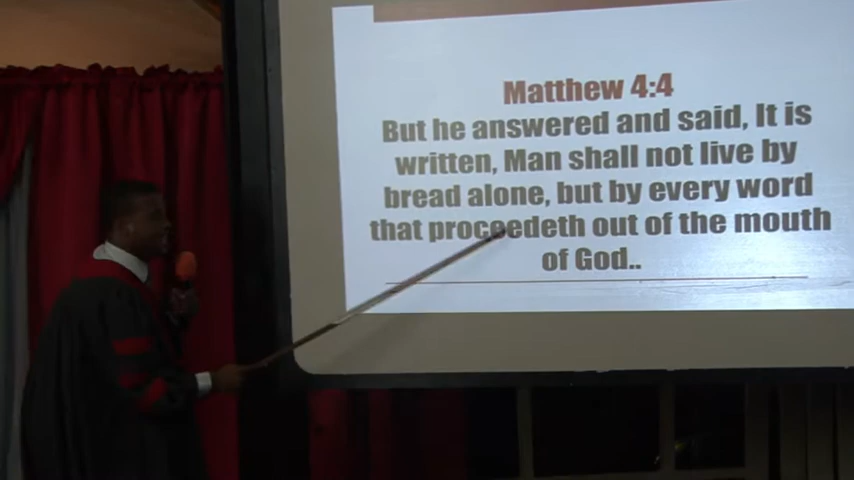 Matthew 4:4
But he answered and said, It is
written, Man shall not live by
bread alone, but by every word
that proceedeth out of the mouth
of God..